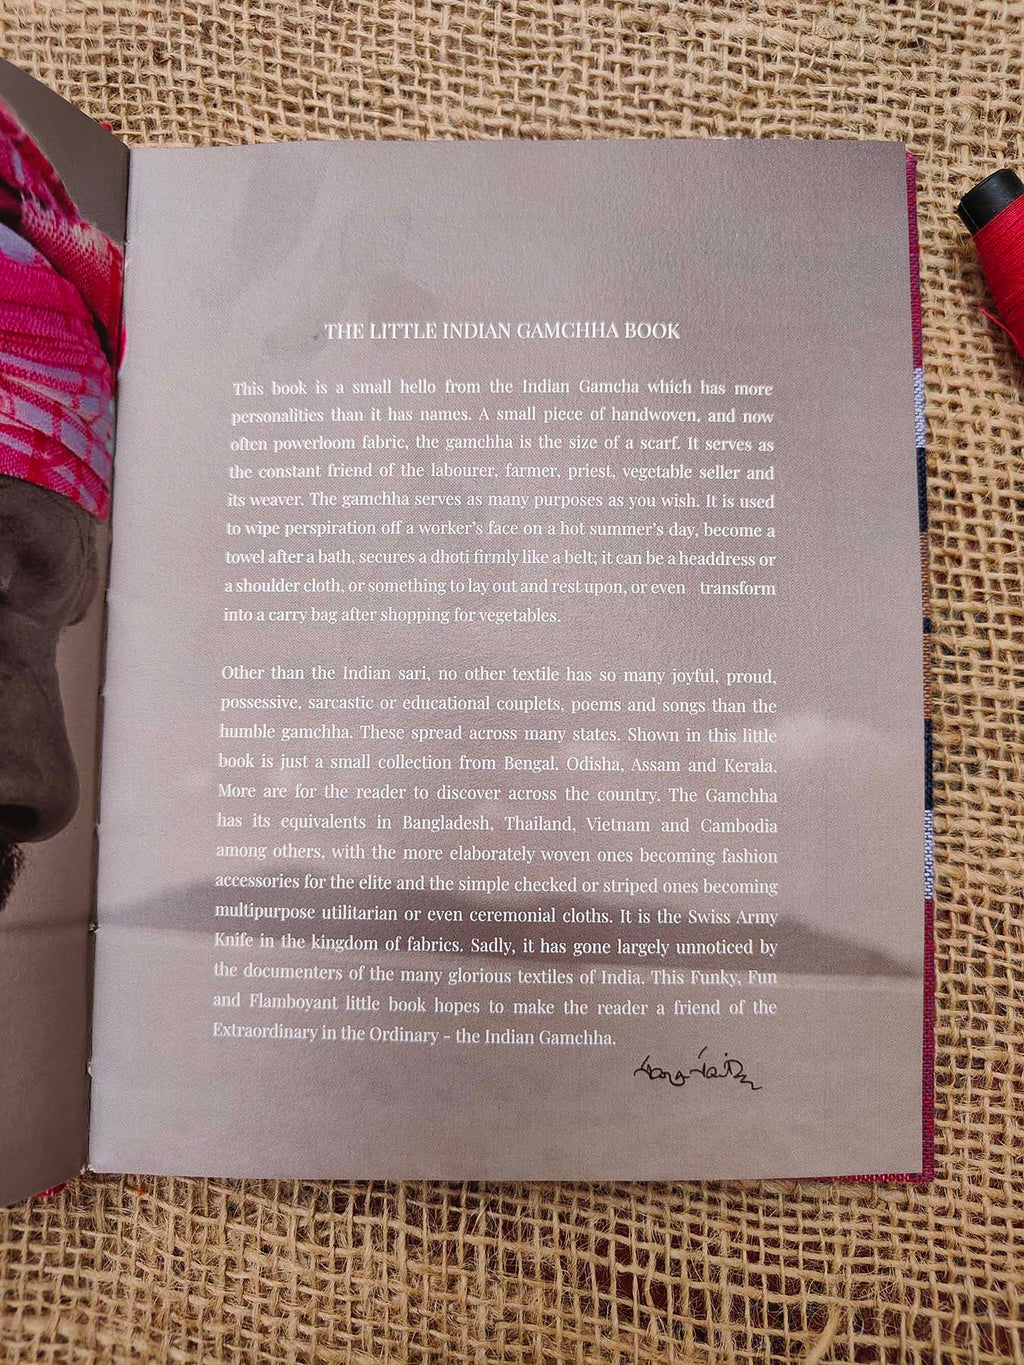 THE LITTLE INDIAN GAMCHHA BOOK
This book is a small hello from the Indian Gamcha which has more
personalities than it has names. A small piece of handwoven, and now
often powerloom fabric, the gamchha is the size of a scarf. It serves as
the constant friend of the labourer, farmer, priest, vegetable seller and
its weaver. The gamchha serves as many purposes as you wish. It is used
to wipe perspiration off a worker's face on a hot summer's day, become a
towel after a bath, secures a dhoti firmly like a belt; it can be a headdress or
a shoulder cloth, or something to lay out and rest upon, or even transform
into a carry bag after shopping for vegetables.
Other than the Indian sari, no other textile has so many joyful, proud,
possessive, sarcastic or educational couplets, poems and songs than the
humble gamchha. These spread across many states. Shown in this little
book is just a small collection from Bengal. Odisha, Assam and Kerala.
More are for the reader to discover across the country. The Gamchha
has its equivalents in Bangladesh, Thailand, Vietnam and Cambodia
among others, with the more elaborately woven ones becoming fashion
accessories for the elite and the simple checked or striped ones becoming
multipurpose utilitarian or even ceremonial cloths. It is the Swiss Army
Knife in the kingdom of fabrics. Sadly, it has gone largely unnoticed by
the documenters of the many glorious textiles of India. This Funky, Fun
and Flamboyant little book hopes to make the reader a friend of the
Extraordinary in the Ordinary - the Indian Gamchha.